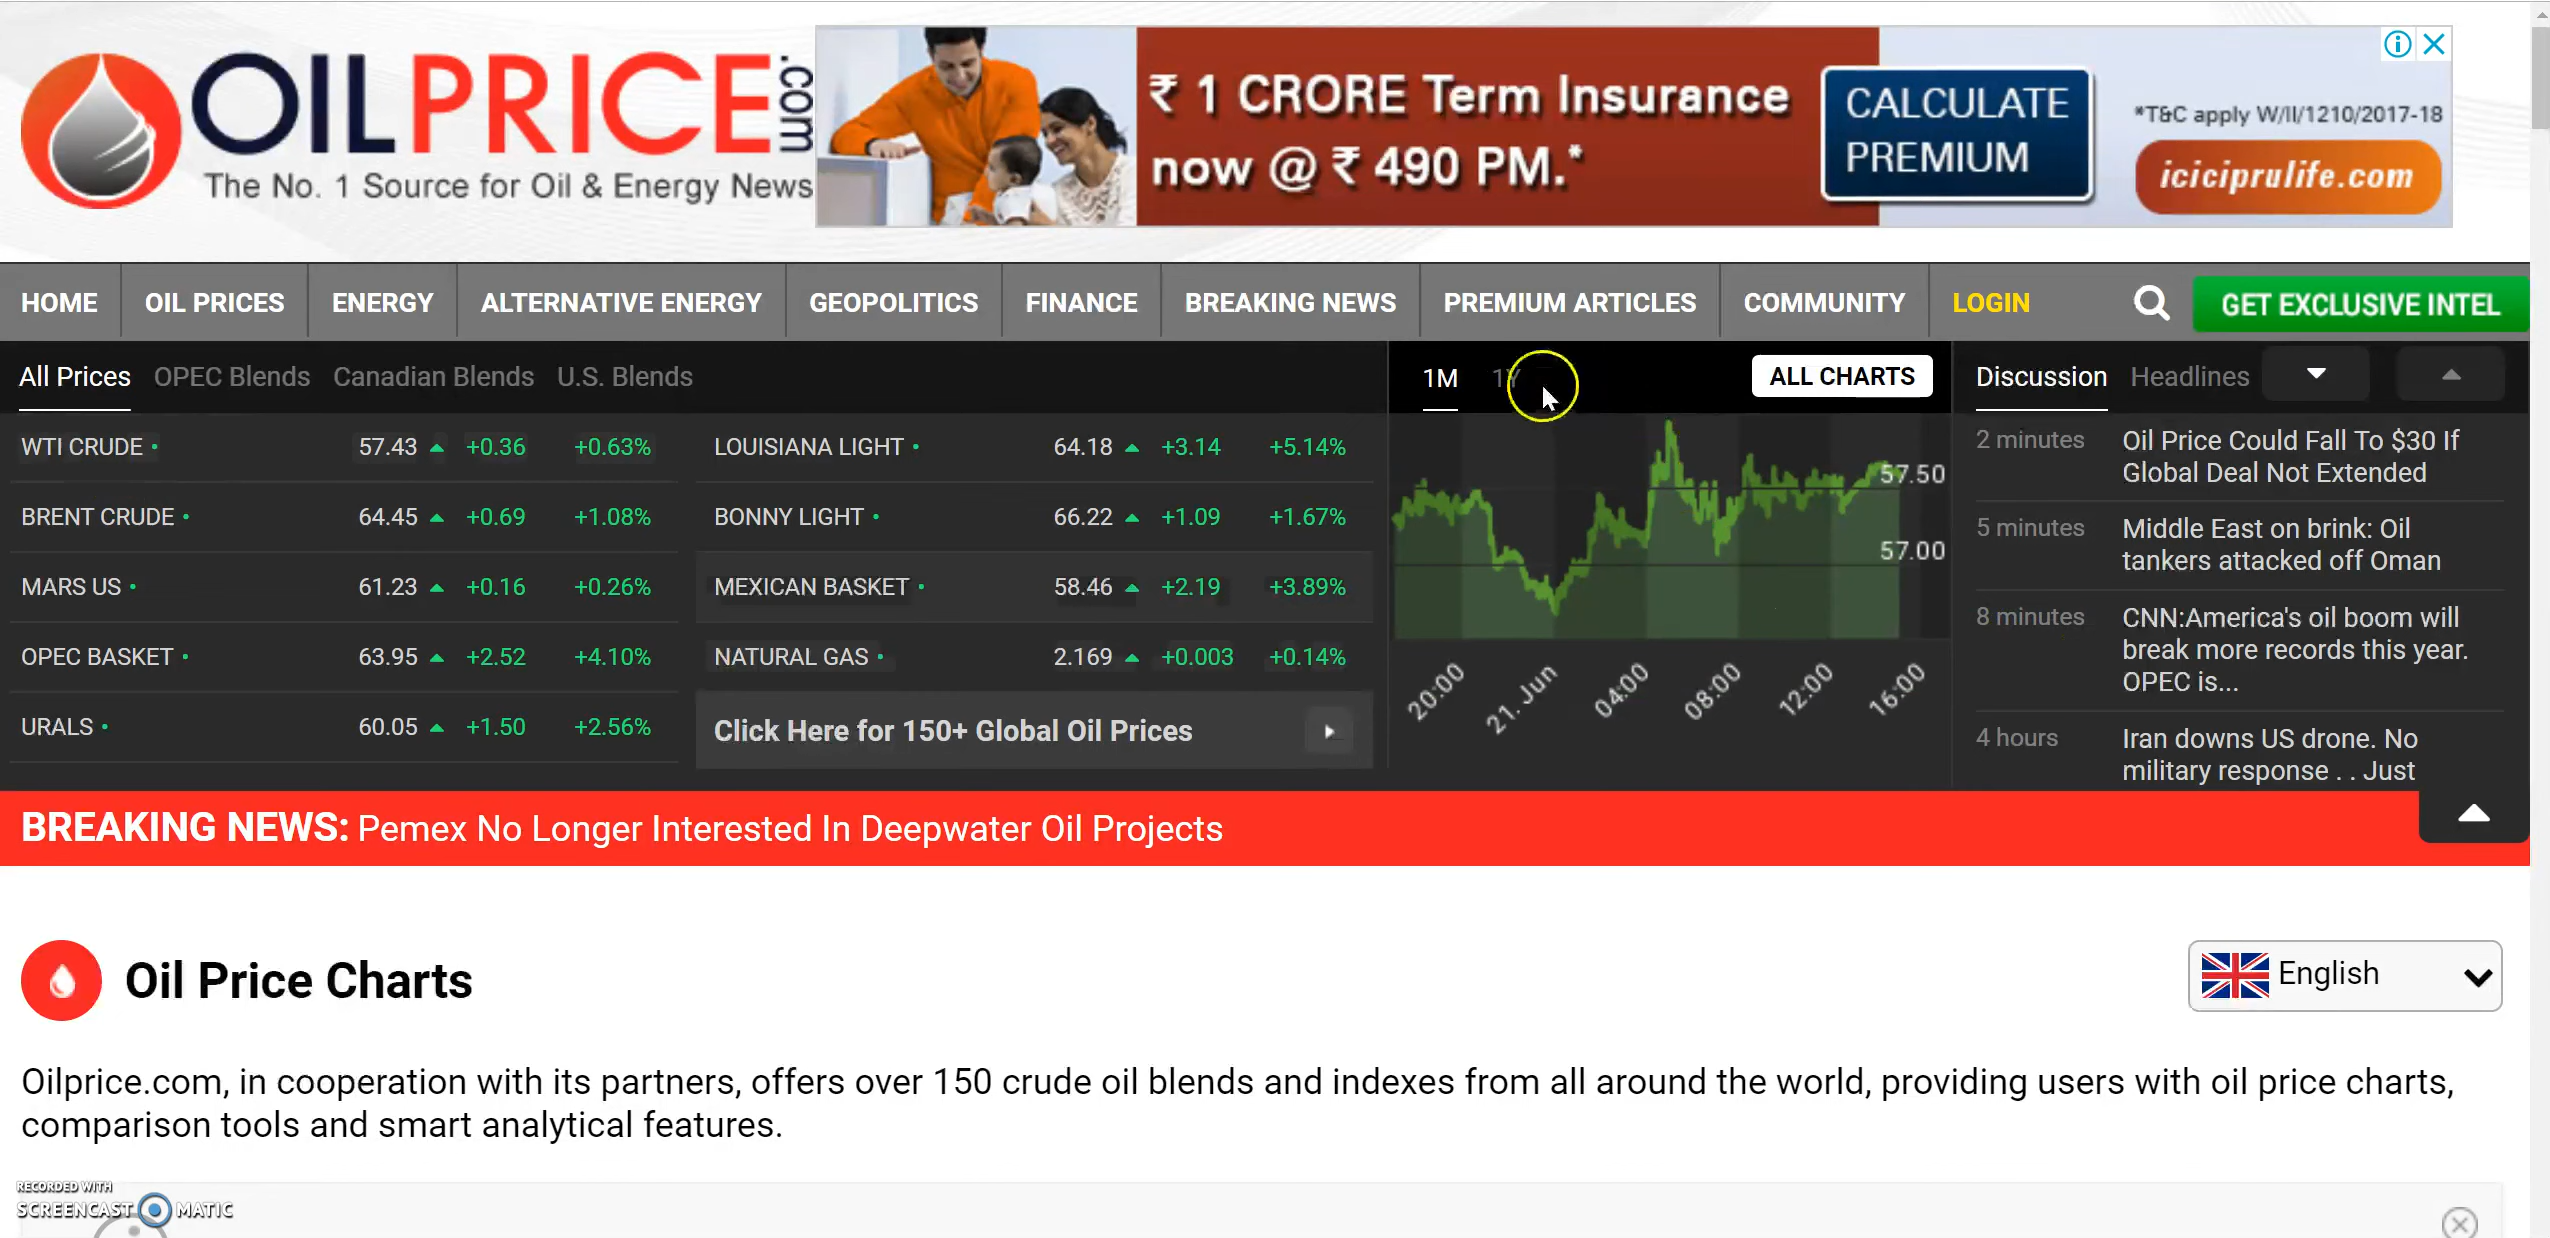 OILPRICE.com
The No. 1 Source for Oil & Energy News
₹ 1 CRORE Term Insurance
now @ ₹ 490 PM.*
CALCULATE
PREMIUM
*T&C apply W/II/1210/2017-18
iciciprulife.com
HOME OIL PRICES ENERGY ALTERNATIVE ENERGY GEOPOLITICS FINANCE BREAKING NEWS PREMIUM ARTICLES COMMUNITY LOGIN GET EXCLUSIVE INTEL
All Prices OPEC Blends Canadian Blends U.S. Blends
WTI CRUDE • 57.43 ▲ +0.36 +0.63%
BRENT CRUDE • 64.45 ▲ +0.69 +1.08%
MARS US • 61.23 ▲ +0.16 +0.26%
OPEC BASKET • 63.95 ▲ +2.52 +4.10%
URALS • 60.05 ▲ +1.50 +2.56%
LOUISIANA LIGHT • 64.18 ▲ +3.14 +5.14%
BONNY LIGHT • 66.22 ▲ +1.09 +1.67%
MEXICAN BASKET • 58.46 ▲ +2.19 +3.89%
NATURAL GAS • 2.169 ▲ +0.003 +0.14%
Click Here for 150+ Global Oil Prices
1M 1Y ALL CHARTS
57.50
57.00
20:00 21. Jun 04:00 08:00 12:00 16:00
Discussion Headlines
2 minutes Oil Price Could Fall To $30 If
Global Deal Not Extended
5 minutes Middle East on brink: Oil
tankers attacked off Oman
8 minutes CNN:America's oil boom will
break more records this year.
OPEC is...
4 hours Iran downs US drone. No
military response . . Just
BREAKING NEWS: Pemex No Longer Interested In Deepwater Oil Projects
Oil Price Charts
English
Oilprice.com, in cooperation with its partners, offers over 150 crude oil blends and indexes from all around the world, providing users with oil price charts,
comparison tools and smart analytical features.
RECORDED WITH
SCREENCAST MATIC